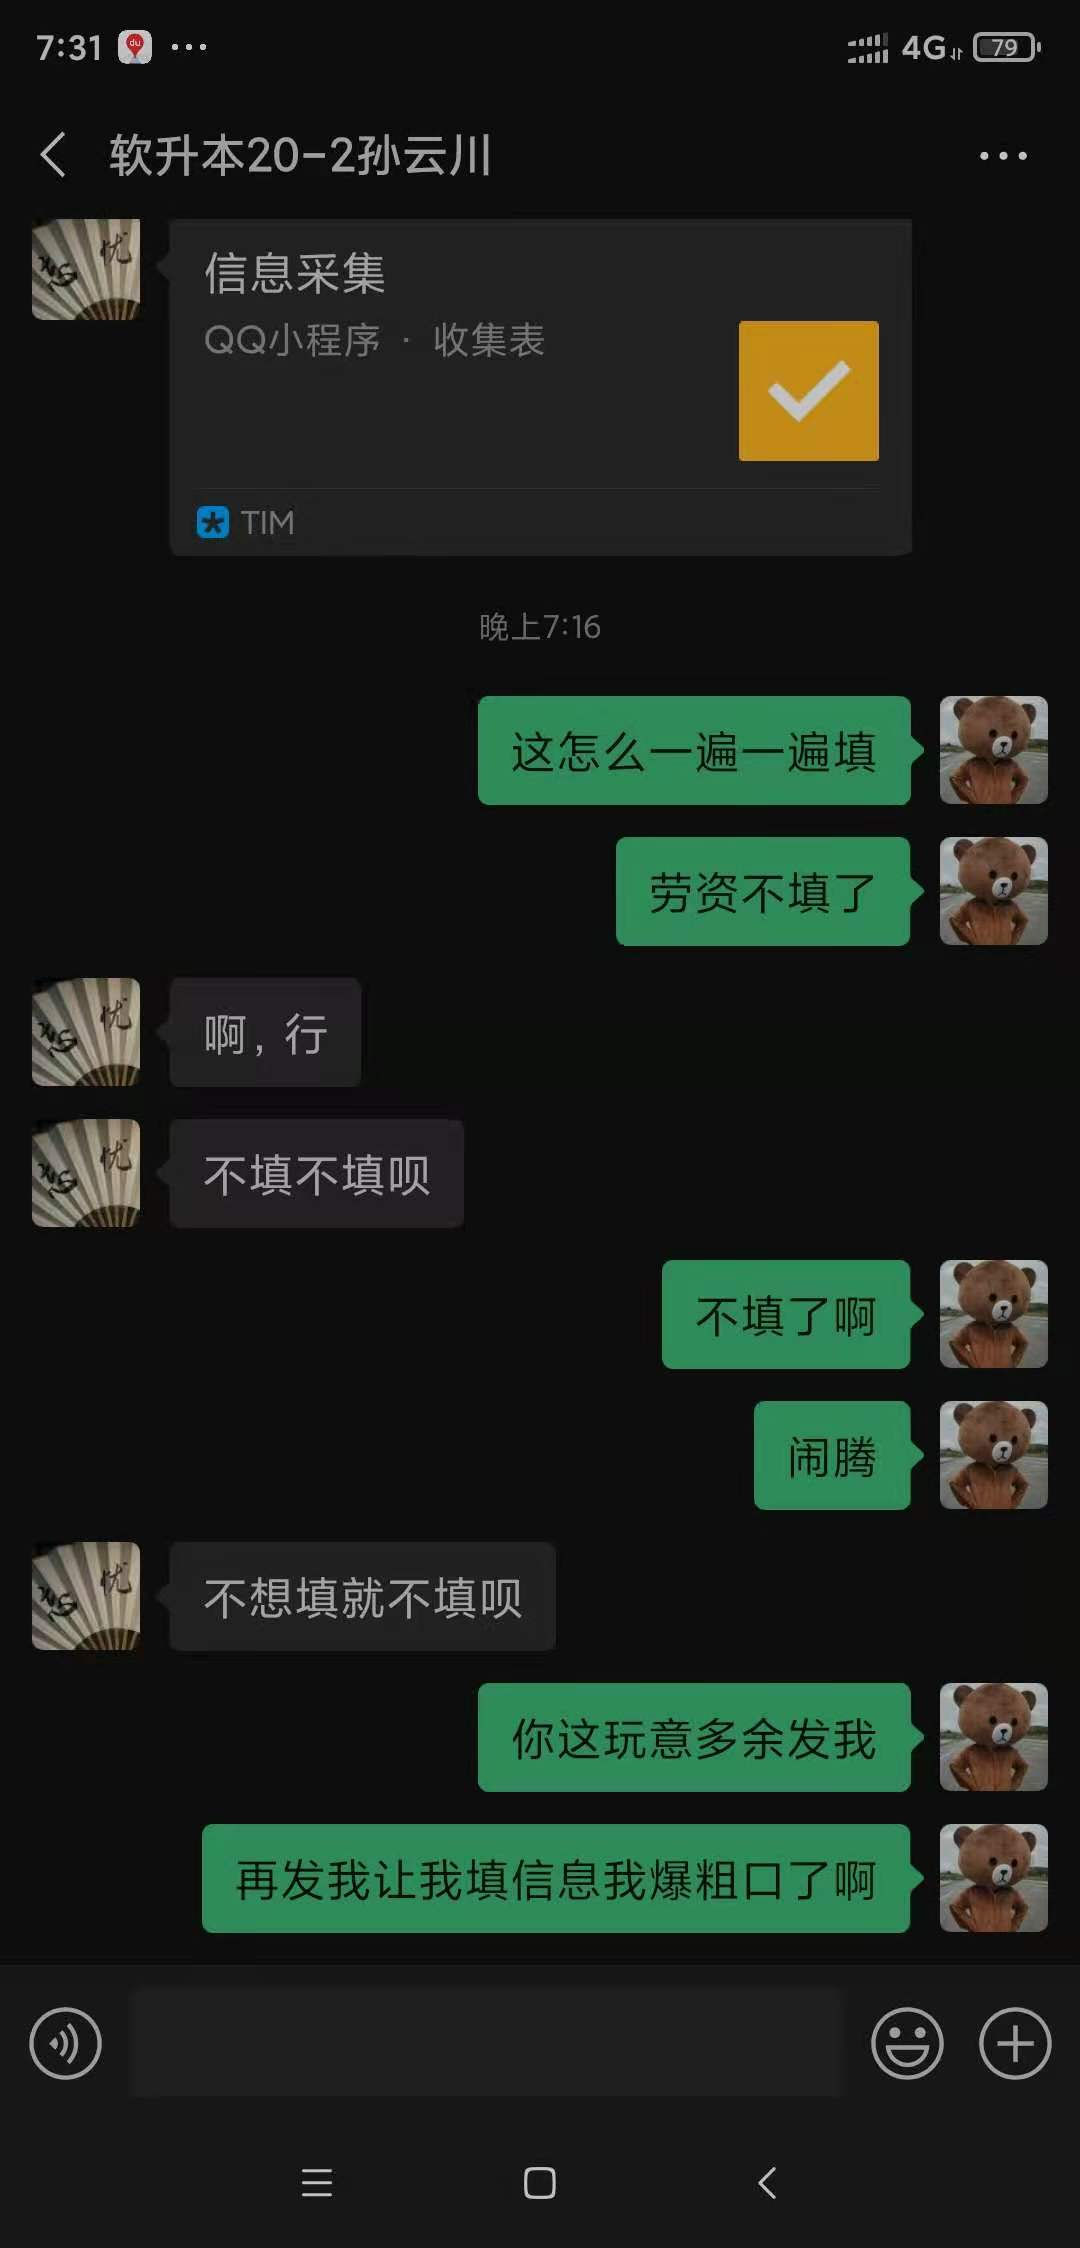 7:31
du
4G
79
软升本20-2孙云川
信息采集
QQ小程序 · 收集表
TIM
晚上7:16
这怎么一遍一遍填
劳资不填了
啊，行
不填不填呗
不填了啊
闹腾
不想填就不填呗
你这玩意多余发我
再发我让我填信息我爆粗口了啊